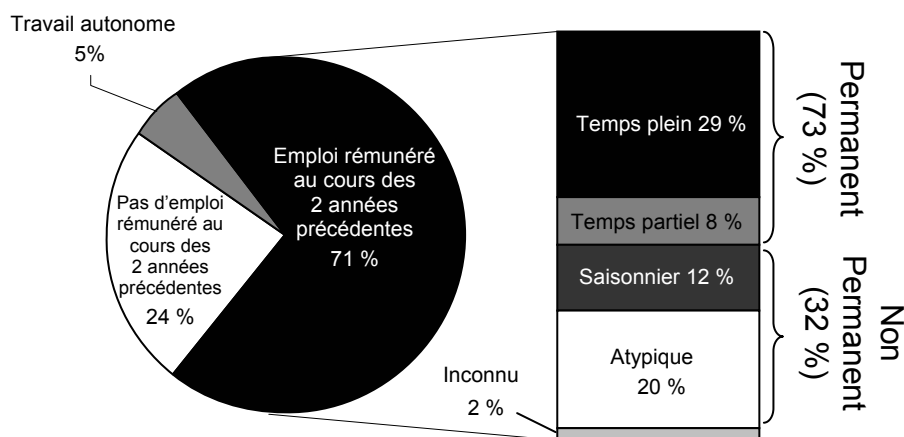 Travail autonome
5%
Emploi rémunéré
au cours des
2 années
précédentes
71 %
Pas d’emploi
rémunéré au
cours des
2 années
précédentes
24 %
Temps plein 29 %
Temps partiel 8 %
Saisonnier 12 %
Atypique
20 %
Inconnu
2 %
Permanent
(73 %)
Non
Permanent
(32 %)